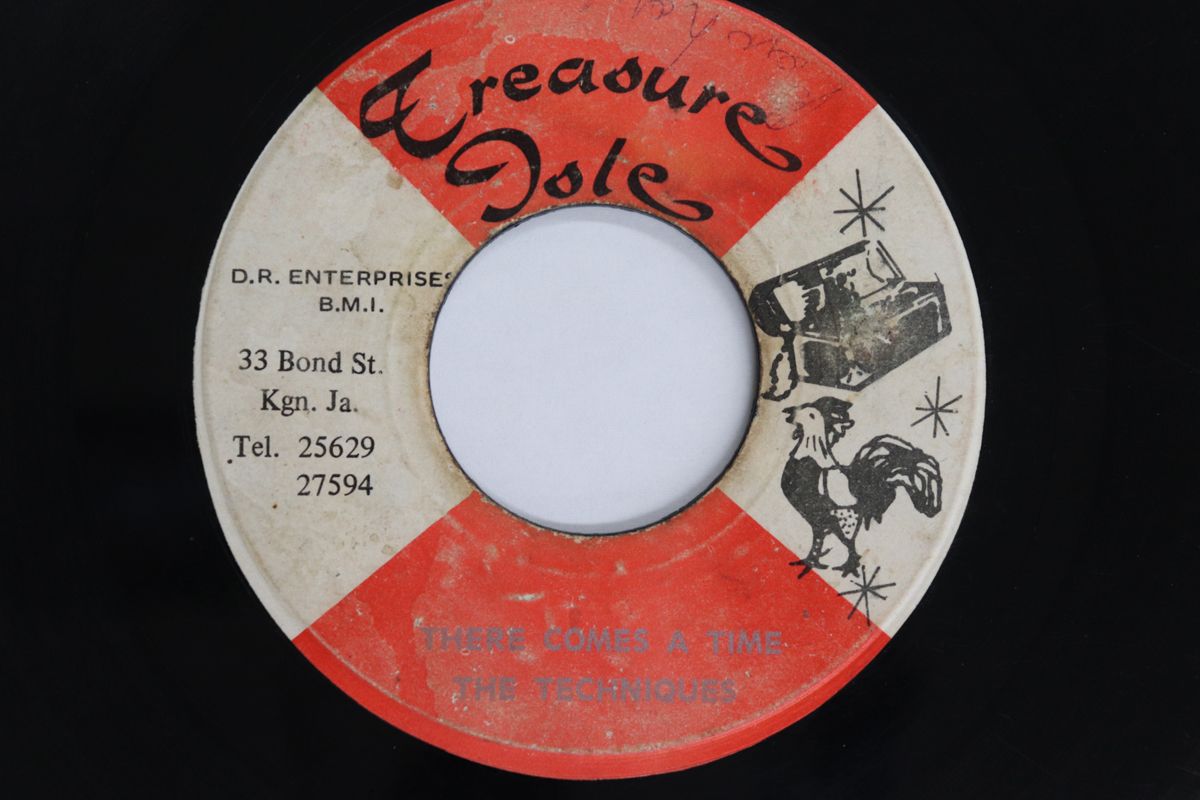 Treasure
Isle
D.R. ENTERPRISES
B.M.I.
33 Bond St.
Kgn. Ja.
Tel. 25629
27594
THERE COMES A TIME
THE TECHNIQUES